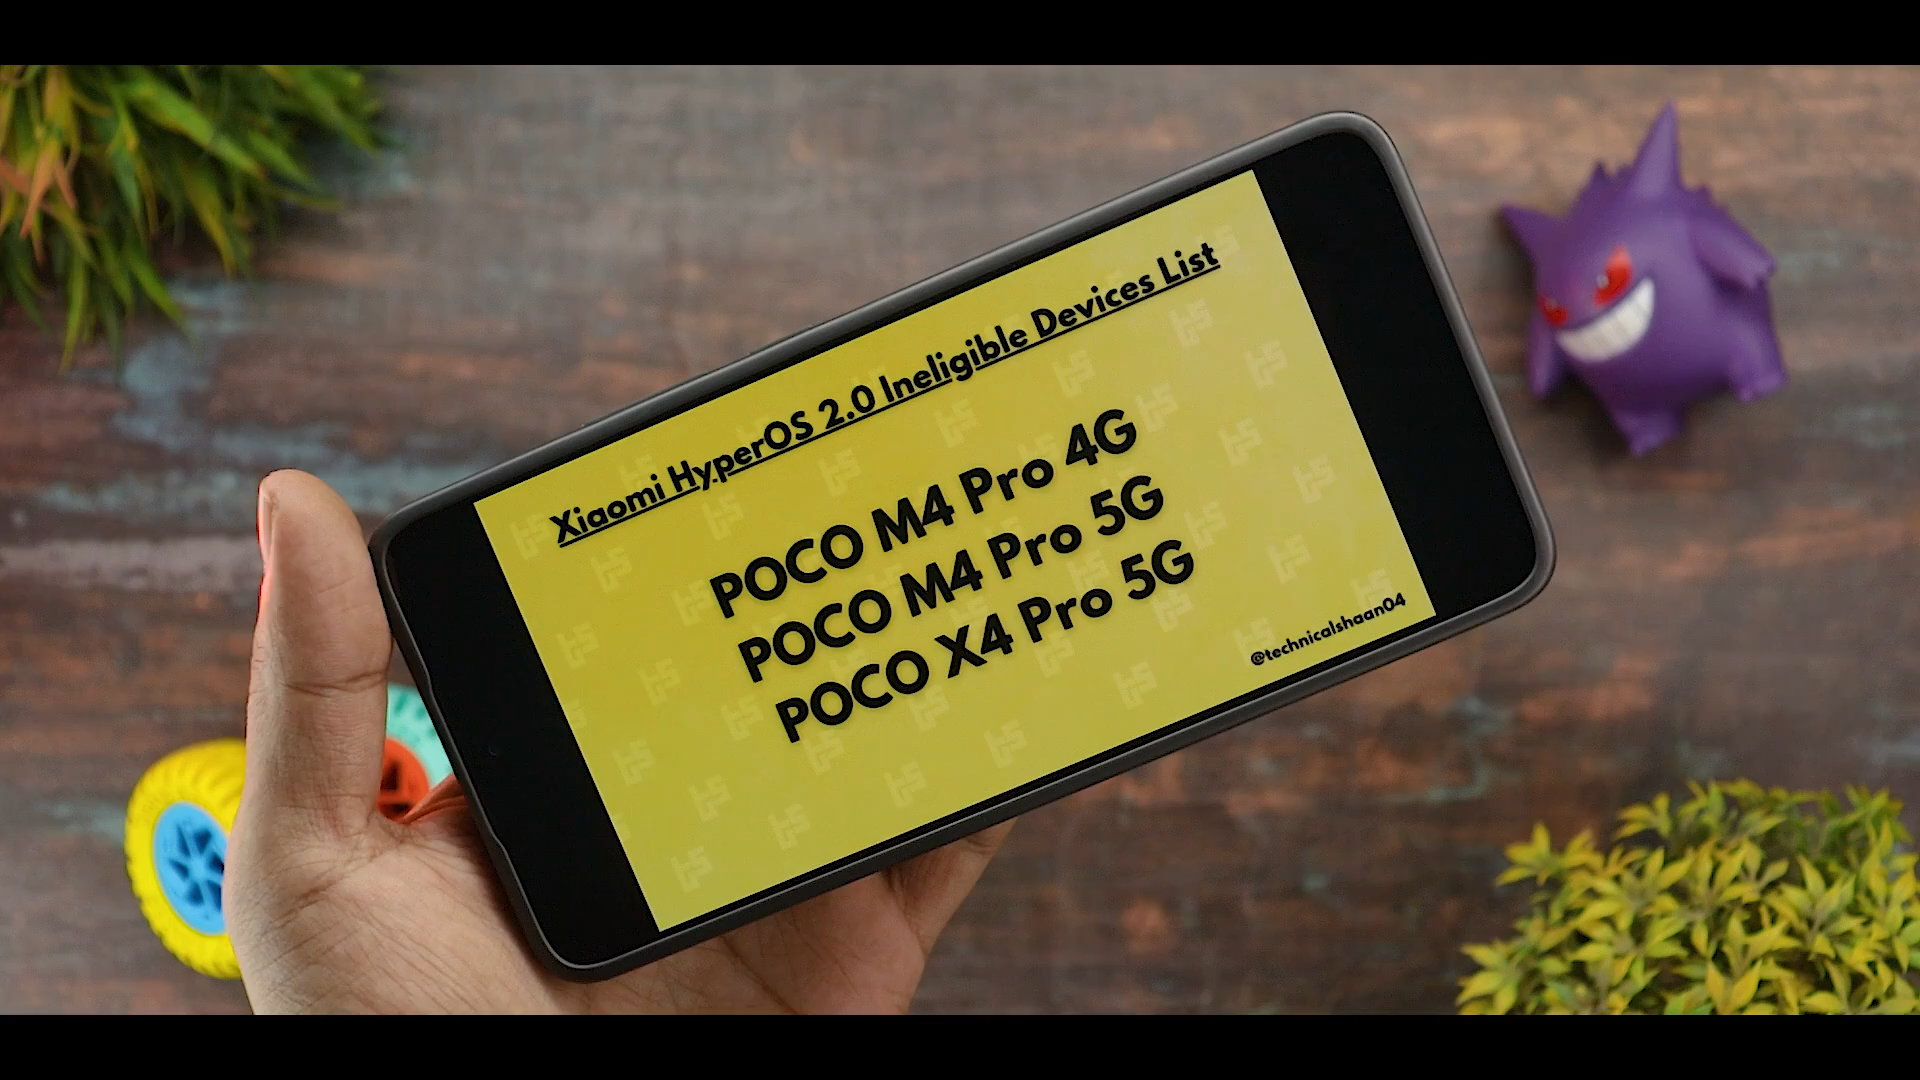 Xiaomi HyperOS 2.0 Ineligible Devices List
POCO M4 Pro 4G
POCO M4 Pro 5G
POCO X4 Pro 5G
@technicalshaan04